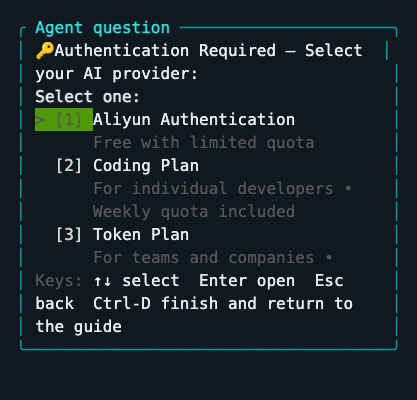 Agent question
🔑Authentication Required — Select
your AI provider:
Select one:
> [1] Aliyun Authentication
Free with limited quota
[2] Coding Plan
For individual developers •
Weekly quota included
[3] Token Plan
For teams and companies •
Keys: ↑↓ select  Enter open  Esc
back  Ctrl-D finish and return to
the guide